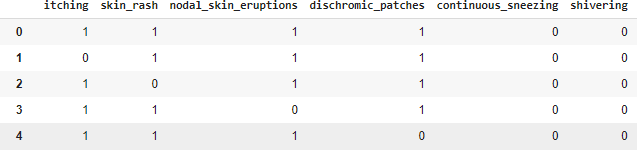 itching skin_rash nodal_skin_eruptions dischromic_patches continuous_sneezing shivering
0 1 1 1 1 0 0
1 0 1 1 1 0 0
2 1 0 1 1 0 0
3 1 1 0 1 0 0
4 1 1 1 0 0 0